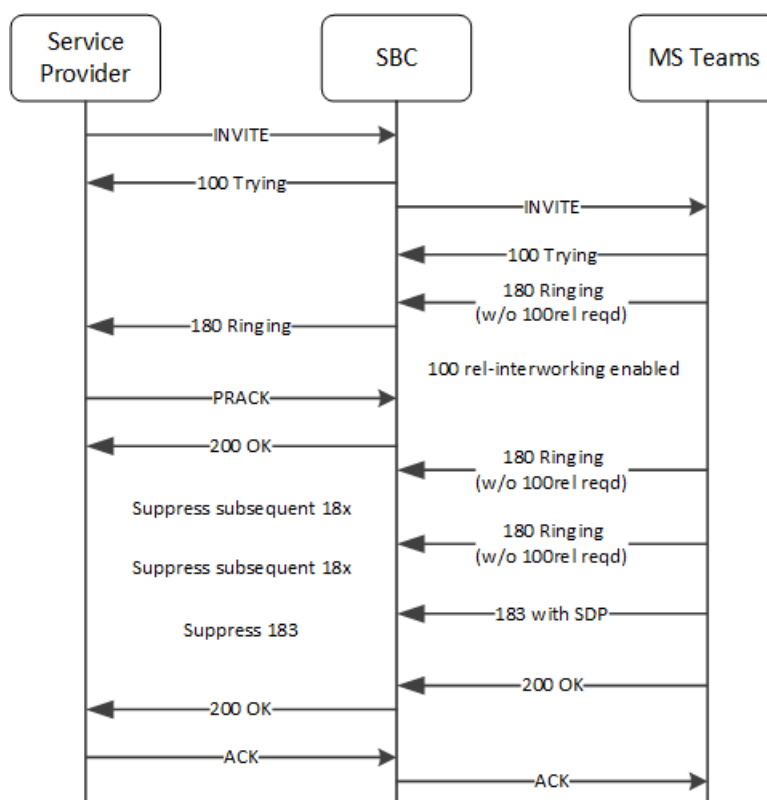 Service
Provider
SBC
MS Teams
INVITE
100 Trying
INVITE
100 Trying
180 Ringing
(w/o 100rel reqd)
180 Ringing
100 rel-interworking enabled
PRACK
200 OK
180 Ringing
(w/o 100rel reqd)
Suppress subsequent 18x
180 Ringing
(w/o 100rel reqd)
Suppress subsequent 18x
183 with SDP
Suppress 183
200 OK
200 OK
ACK
ACK